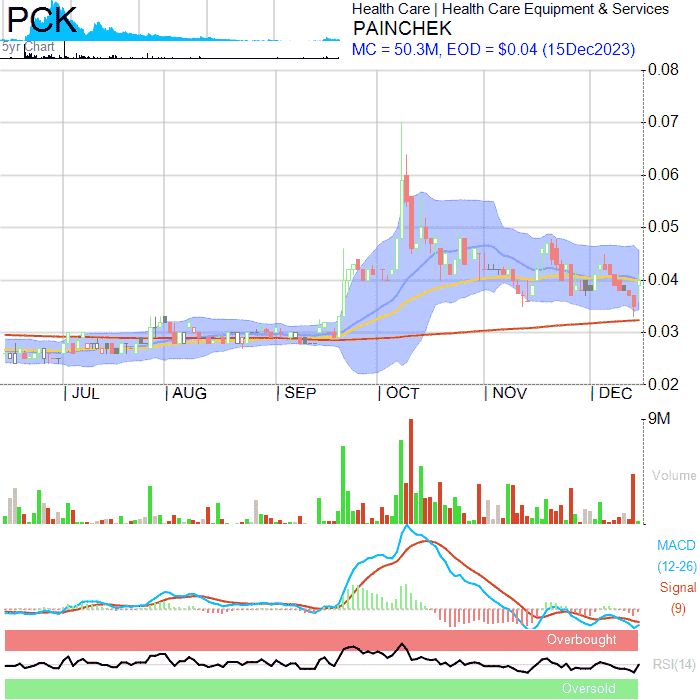 PCK
Health Care | Health Care Equipment & Services
PAINCHEK
5yr Chart
MC = 50.3M, EOD = $0.04 (15Dec2023)
0.08
0.07
0.06
0.05
0.04
0.03
0.02
| JUL | AUG | SEP | OCT | NOV | DEC
9M
Volume
MACD
(12-26)
Signal
(9)
Overbought
RSI(14)
Oversold